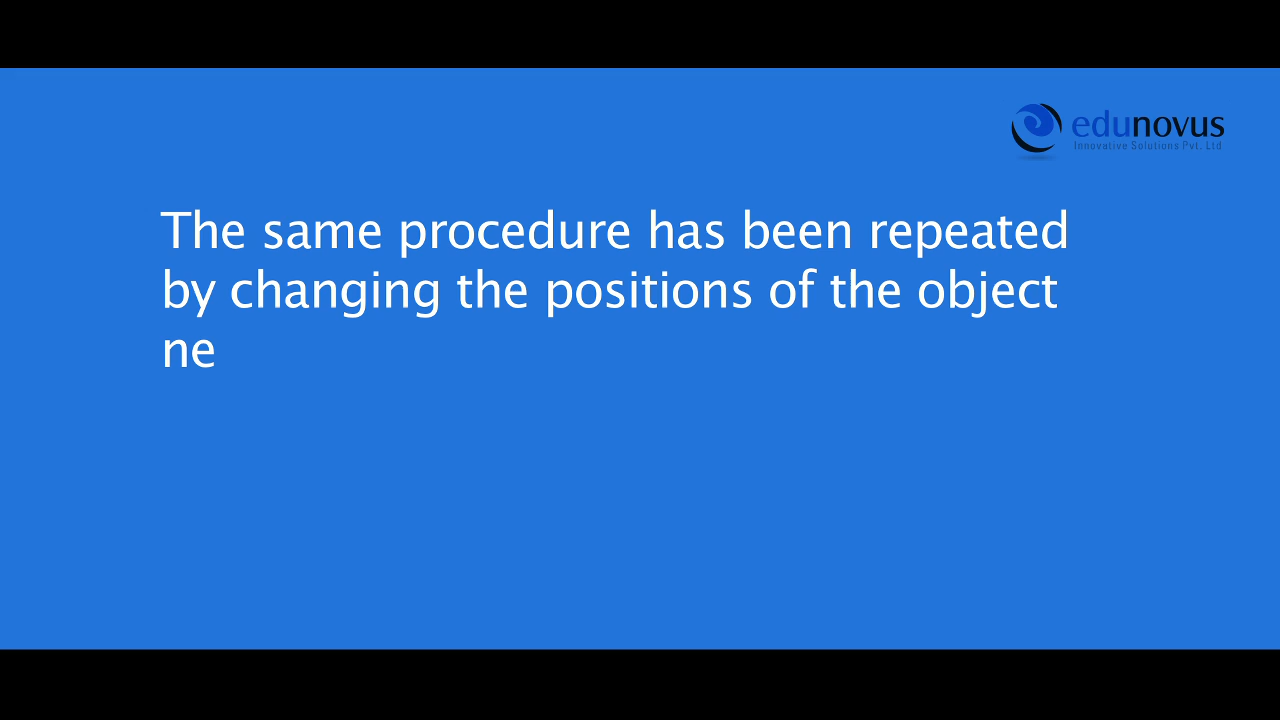 edunovus
Innovative Solutions Pvt. Ltd
The same procedure has been repeated
by changing the positions of the object
ne